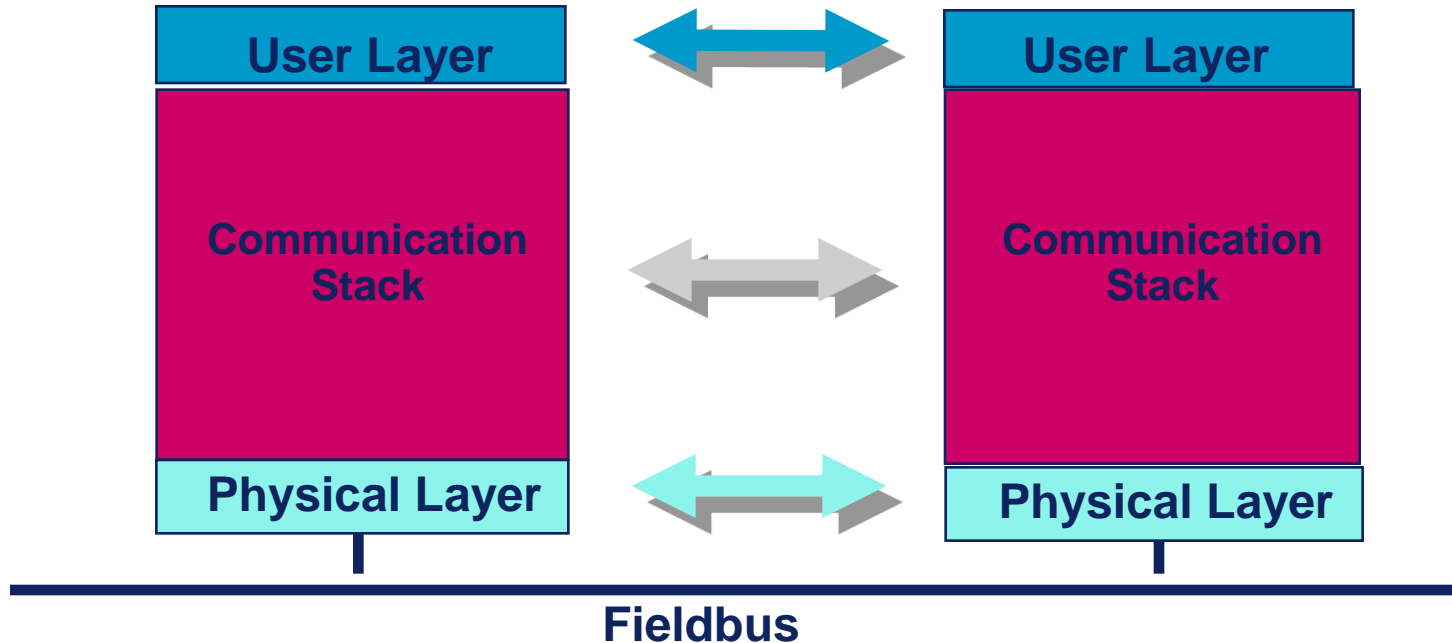 User Layer
User Layer
Communication
Stack
Communication
Stack
Physical Layer
Physical Layer
Fieldbus